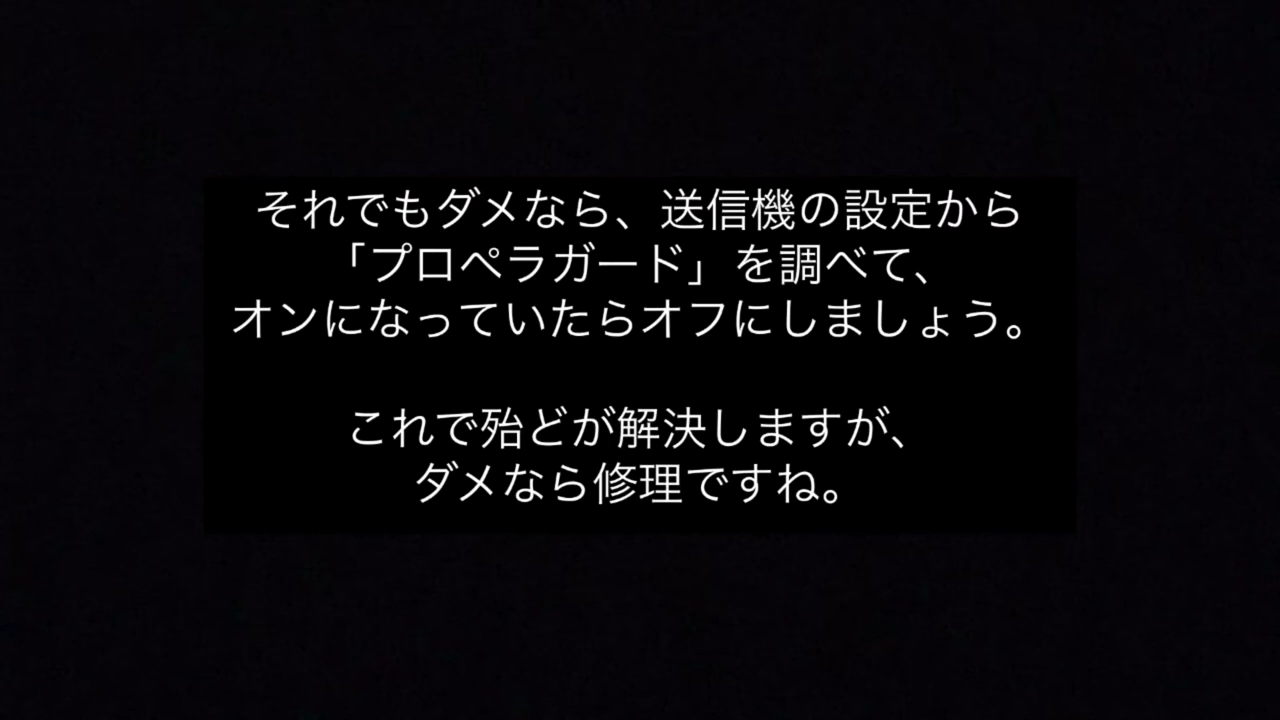 それでもダメなら、送信機の設定から
「プロペラガード」を調べて、
オンになっていたらオフにしましょう。
これで殆どが解決しますが、
ダメなら修理ですね。